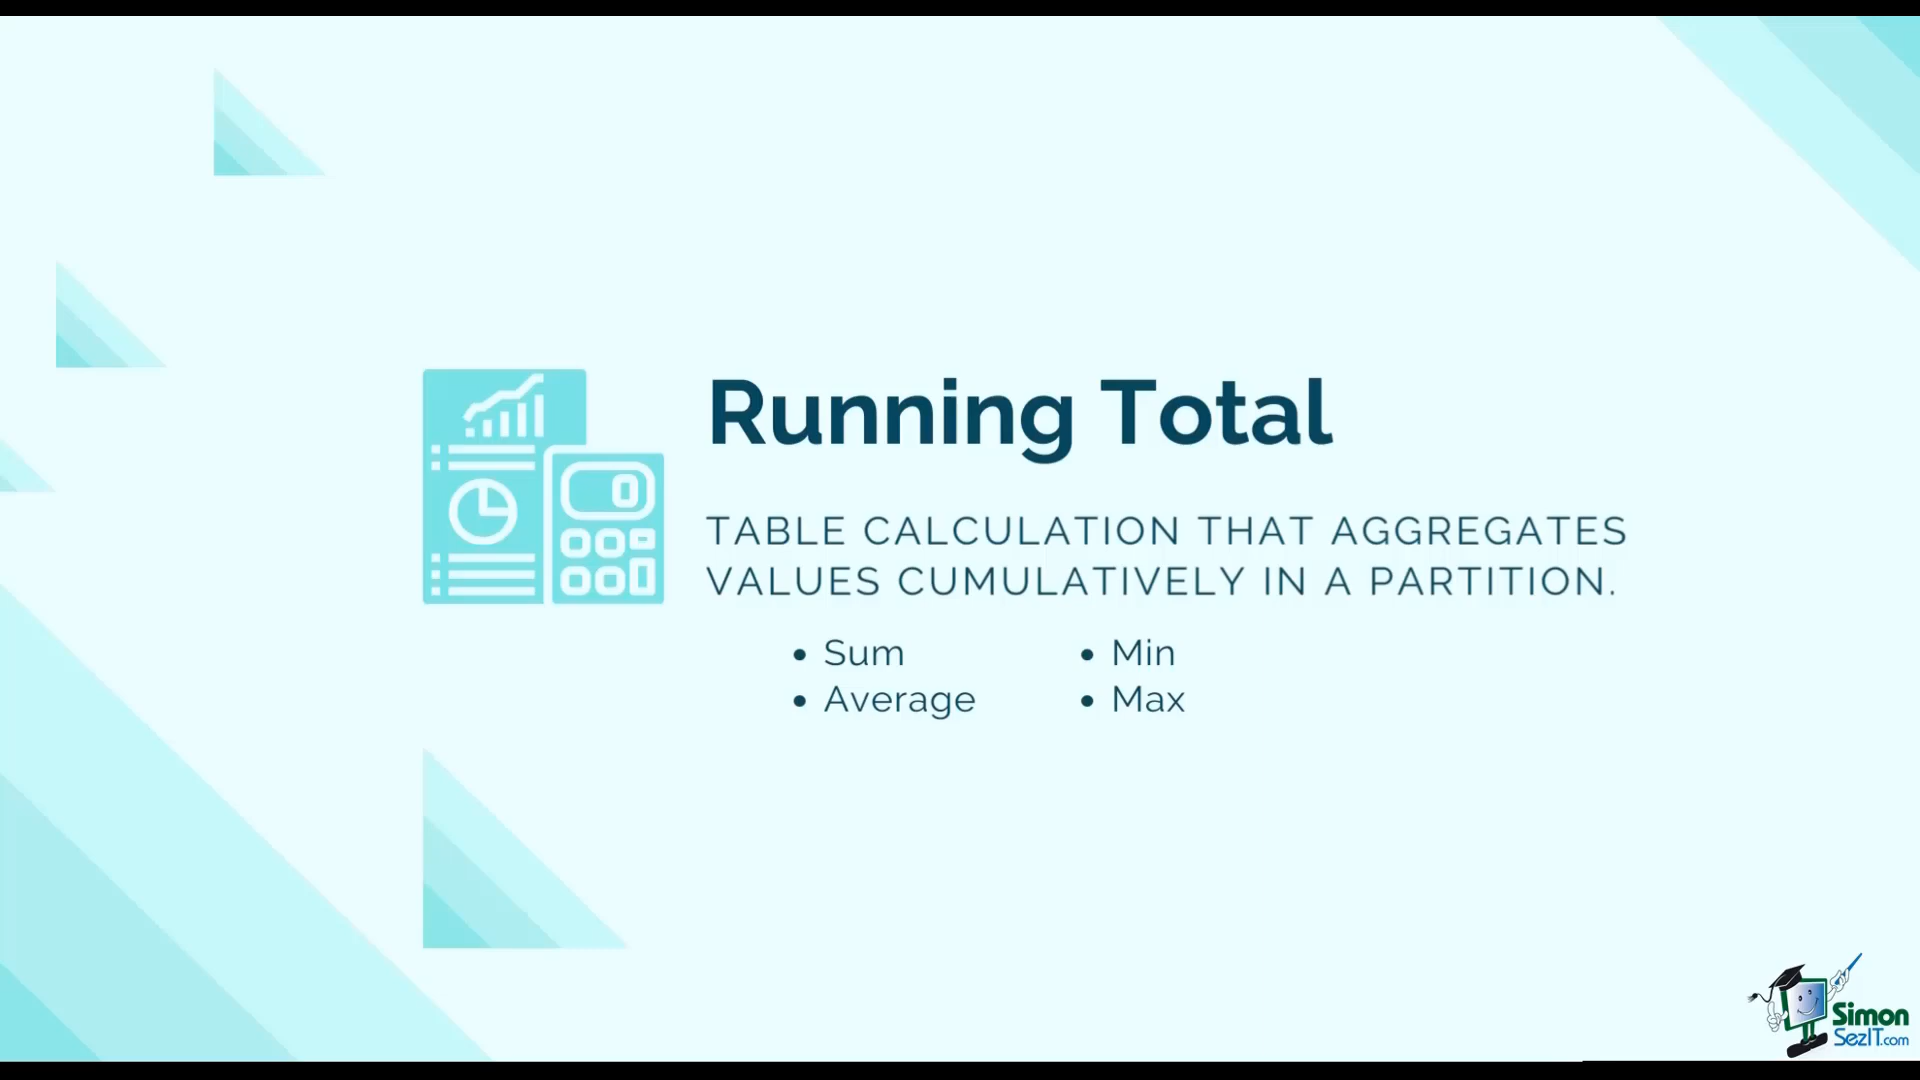 Running Total
TABLE CALCULATION THAT AGGREGATES
VALUES CUMULATIVELY IN A PARTITION.
• Sum
• Average
• Min
• Max
Simon
SezIT.com